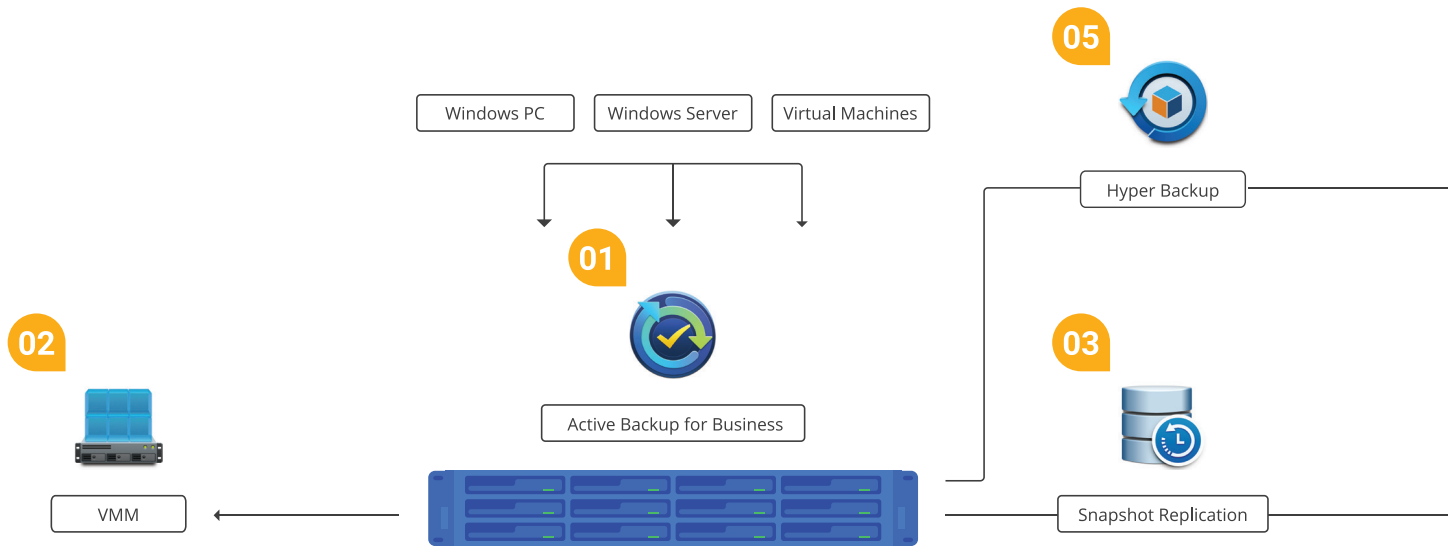 05
Windows PC
Windows Server
Virtual Machines
Hyper Backup
01
02
03
Active Backup for Business
VMM
Snapshot Replication